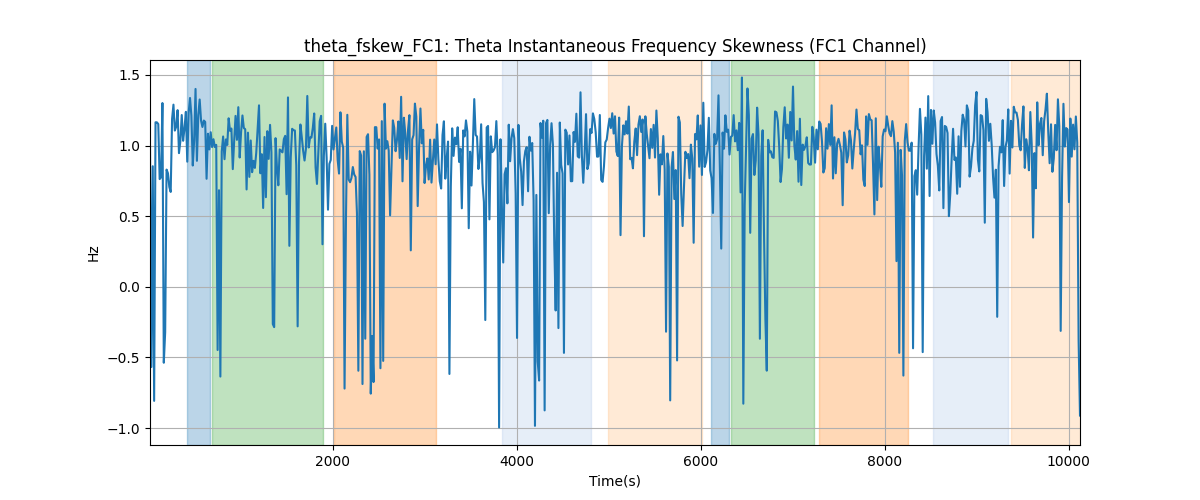 theta_fskew_FC1: Theta Instantaneous Frequency Skewness (FC1 Channel)
1.5
1.0
0.5
0.0
−0.5
−1.0
Hz
2000 4000 6000 8000 10000
Time(s)